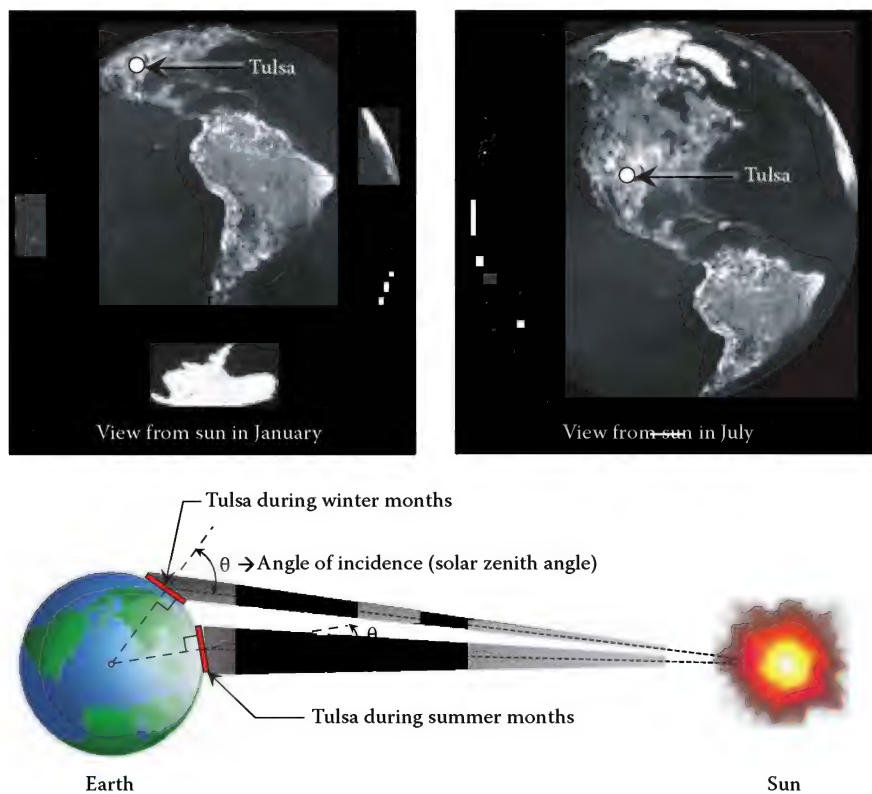 Tulsa
Tulsa
View from sun in January
View from sun in July
Tulsa during winter months
θ → Angle of incidence (solar zenith angle)
θ
Tulsa during summer months
Earth
Sun